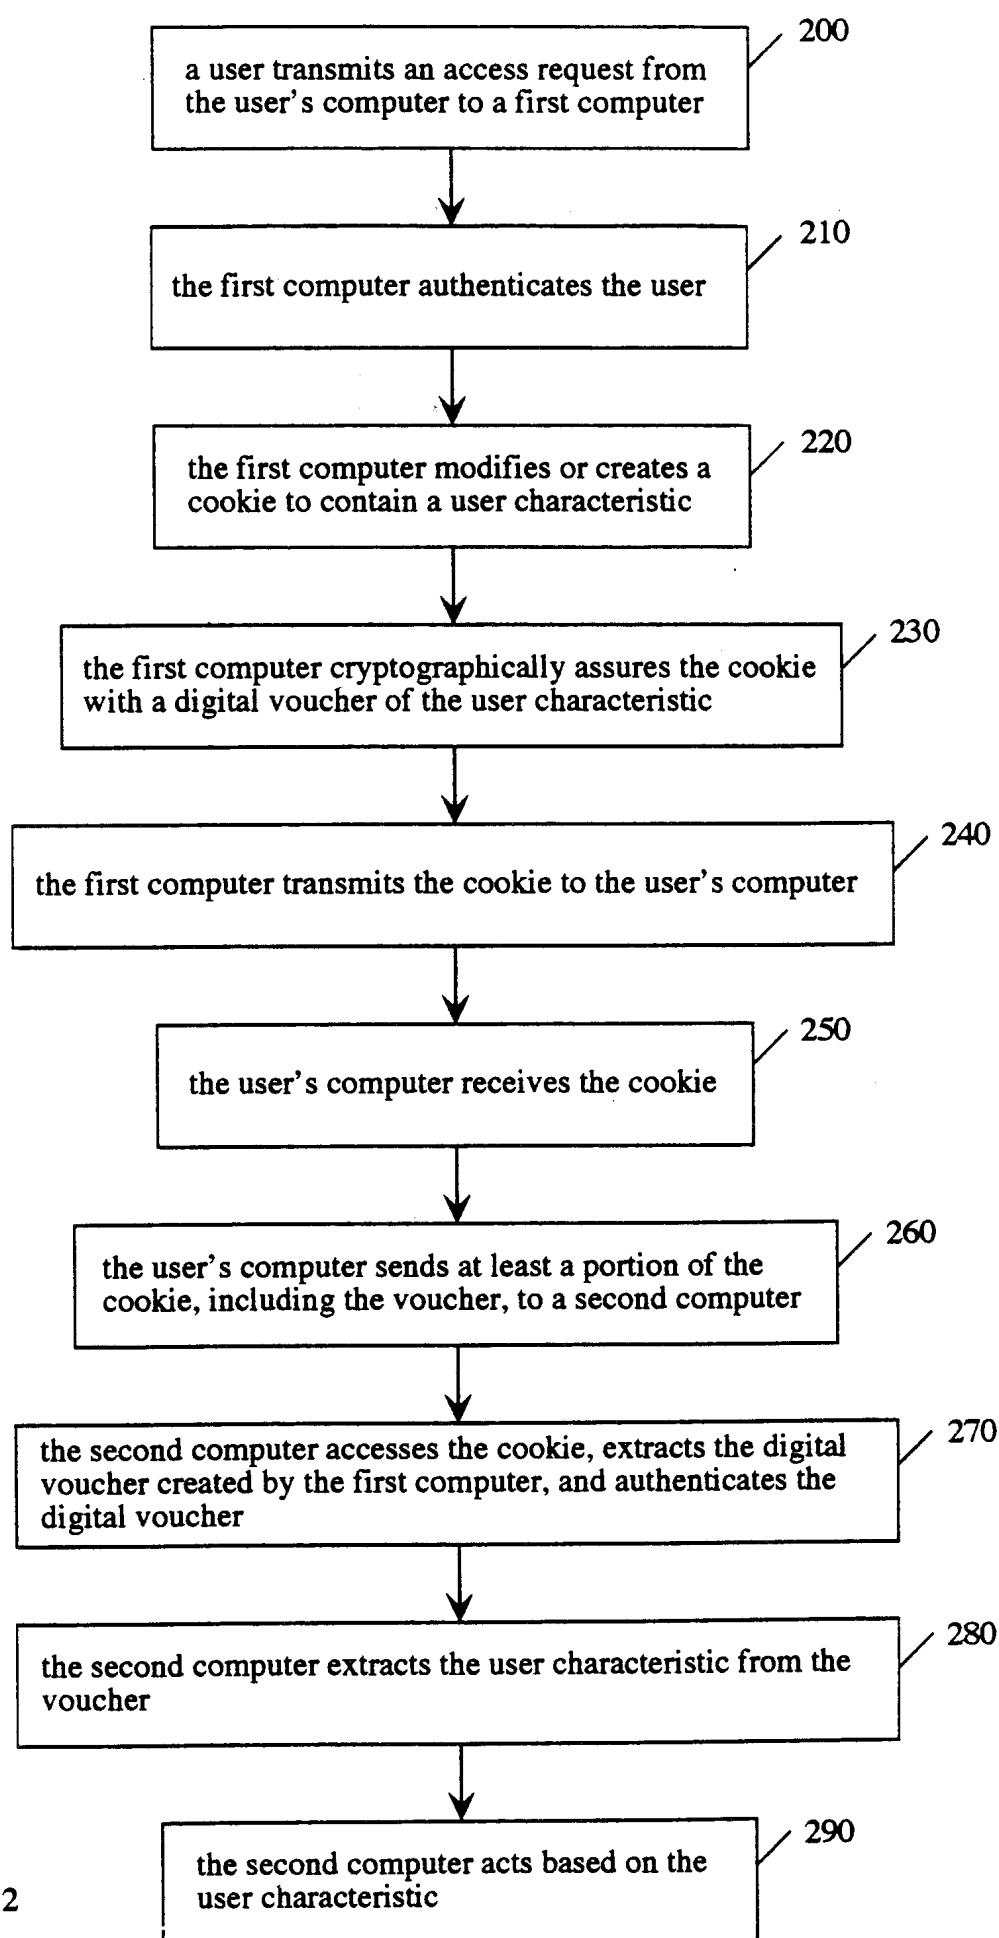 200
a user transmits an access request from
the user's computer to a first computer
210
the first computer authenticates the user
220
the first computer modifies or creates a
cookie to contain a user characteristic
230
the first computer cryptographically assures the cookie
with a digital voucher of the user characteristic
240
the first computer transmits the cookie to the user's computer
250
the user's computer receives the cookie
260
the user's computer sends at least a portion of the
cookie, including the voucher, to a second computer
270
the second computer accesses the cookie, extracts the digital
voucher created by the first computer, and authenticates the
digital voucher
280
the second computer extracts the user characteristic from the
voucher
290
the second computer acts based on the
user characteristic
2